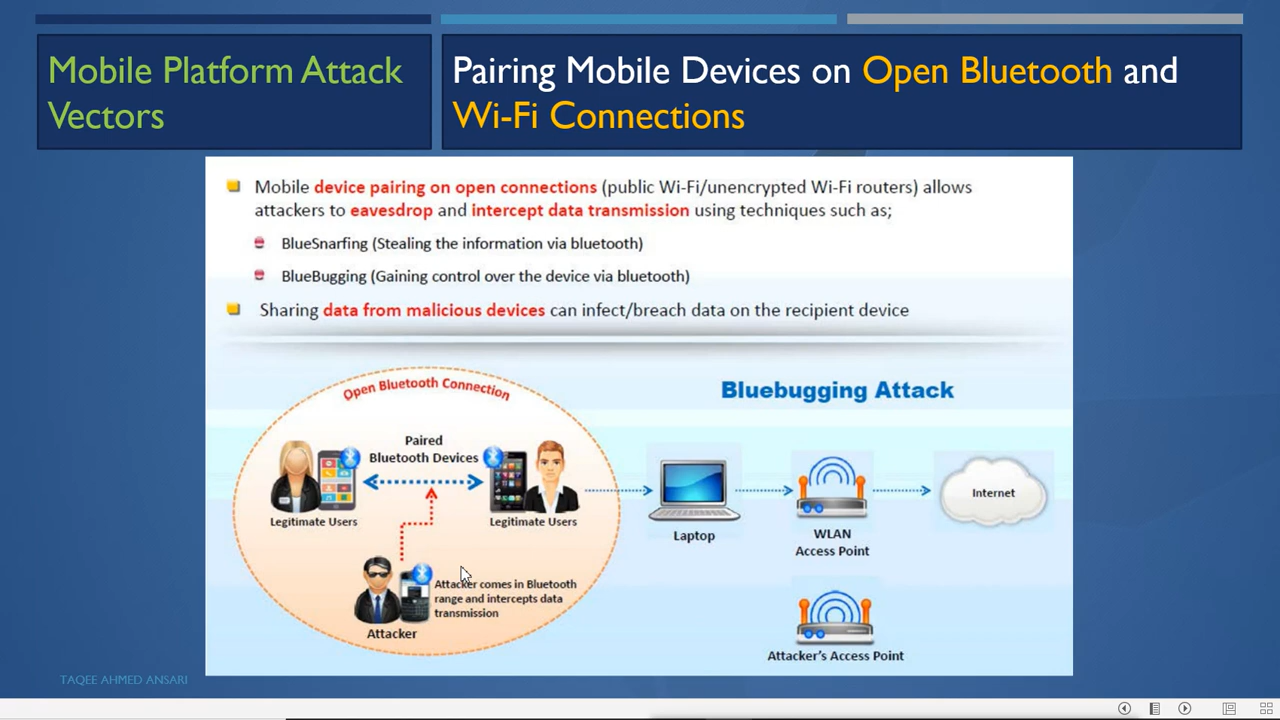 Mobile Platform Attack
Vectors
Pairing Mobile Devices on Open Bluetooth and
Wi-Fi Connections
Mobile device pairing on open connections (public Wi-Fi/unencrypted Wi-Fi routers) allows
attackers to eavesdrop and intercept data transmission using techniques such as;
BlueSnarfing (Stealing the information via bluetooth)
BlueBugging (Gaining control over the device via bluetooth)
Sharing data from malicious devices can infect/breach data on the recipient device
Open Bluetooth Connection
Bluebugging Attack
Paired
Bluetooth Devices
Legitimate Users
Legitimate Users
Attacker comes in Bluetooth
range and intercepts data
transmission
Attacker
Laptop
WLAN
Access Point
Internet
Attacker's Access Point
TAQEE AHMED ANSARI